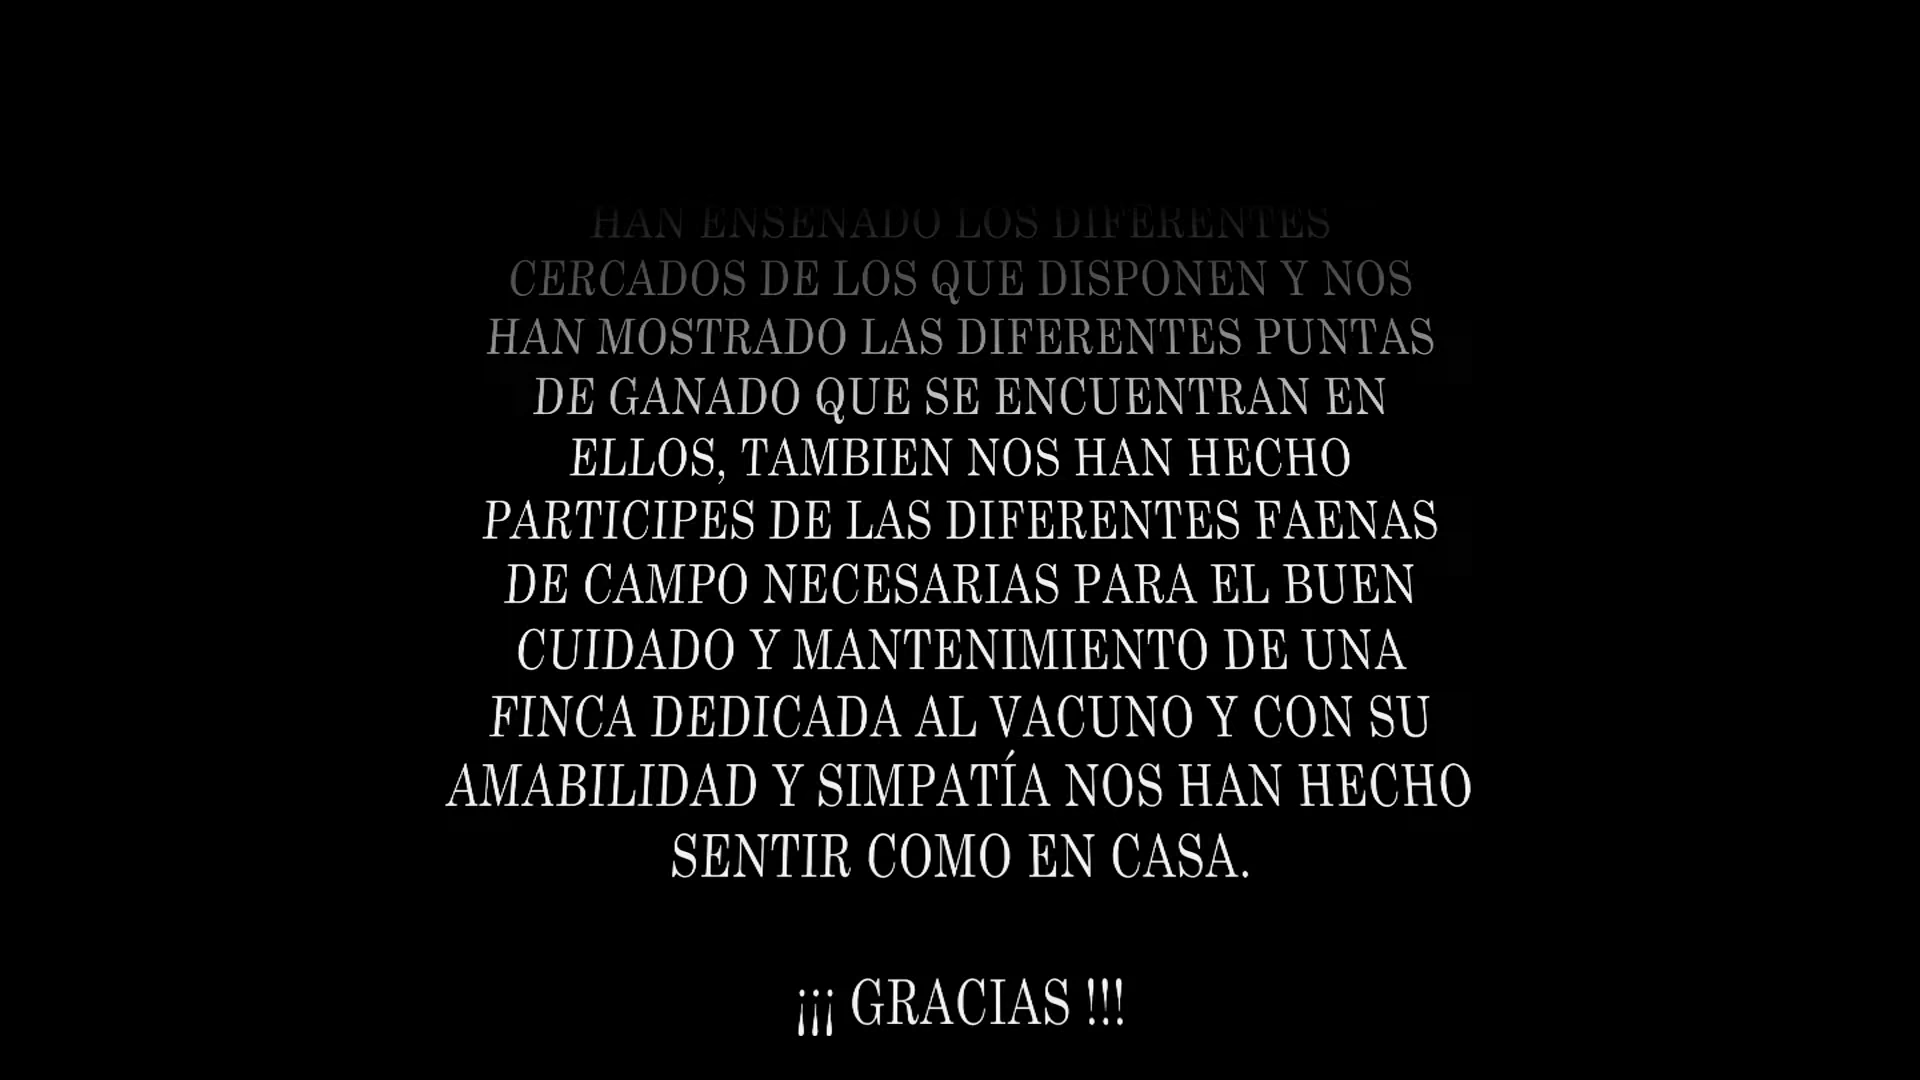 HAN ENSENADO LOS DIFERENTES
CERCADOS DE LOS QUE DISPONEN Y NOS
HAN MOSTRADO LAS DIFERENTES PUNTAS
DE GANADO QUE SE ENCUENTRAN EN
ELLOS, TAMBIEN NOS HAN HECHO
PARTICIPES DE LAS DIFERENTES FAENAS
DE CAMPO NECESARIAS PARA EL BUEN
CUIDADO Y MANTENIMIENTO DE UNA
FINCA DEDICADA AL VACUNO Y CON SU
AMABILIDAD Y SIMPATÍA NOS HAN HECHO
SENTIR COMO EN CASA.
¡¡¡ GRACIAS !!!